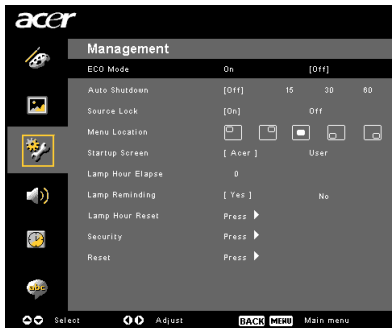 acer
Management
ECO Mode On [Off]
Auto Shutdown [Off] 15 30 60
Source Lock [On] Off
Menu Location
Startup Screen [ Acer ] User
Lamp Hour Elapse 0
Lamp Reminding [ Yes ] No
Lamp Hour Reset Press
Security Press
Reset Press
abc
Select Adjust BACK MENU Main menu